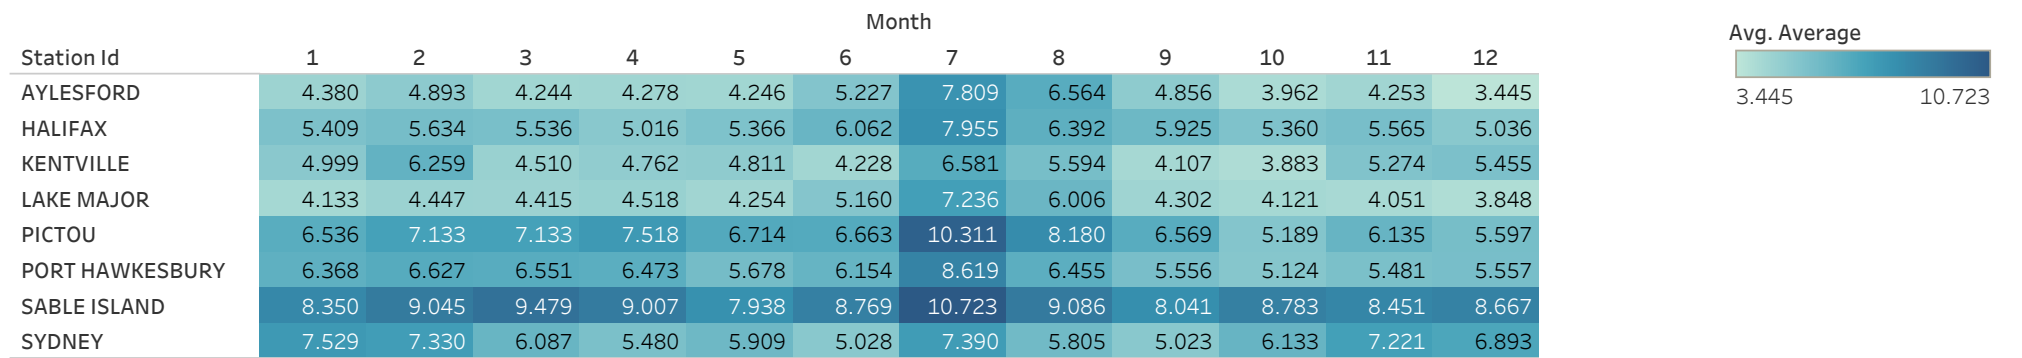 Month
Station Id 1 2 3 4 5 6 7 8 9 10 11 12
AYLESFORD 4.380 4.893 4.244 4.278 4.246 5.227 7.809 6.564 4.856 3.962 4.253 3.445
HALIFAX 5.409 5.634 5.536 5.016 5.366 6.062 7.955 6.392 5.925 5.360 5.565 5.036
KENTVILLE 4.999 6.259 4.510 4.762 4.811 4.228 6.581 5.594 4.107 3.883 5.274 5.455
LAKE MAJOR 4.133 4.447 4.415 4.518 4.254 5.160 7.236 6.006 4.302 4.121 4.051 3.848
PICTOU 6.536 7.133 7.133 7.518 6.714 6.663 10.311 8.180 6.569 5.189 6.135 5.597
PORT HAWKESBURY 6.368 6.627 6.551 6.473 5.678 6.154 8.619 6.455 5.556 5.124 5.481 5.557
SABLE ISLAND 8.350 9.045 9.479 9.007 7.938 8.769 10.723 9.086 8.041 8.783 8.451 8.667
SYDNEY 7.529 7.330 6.087 5.480 5.909 5.028 7.390 5.805 5.023 6.133 7.221 6.893
Avg. Average
3.445 10.723